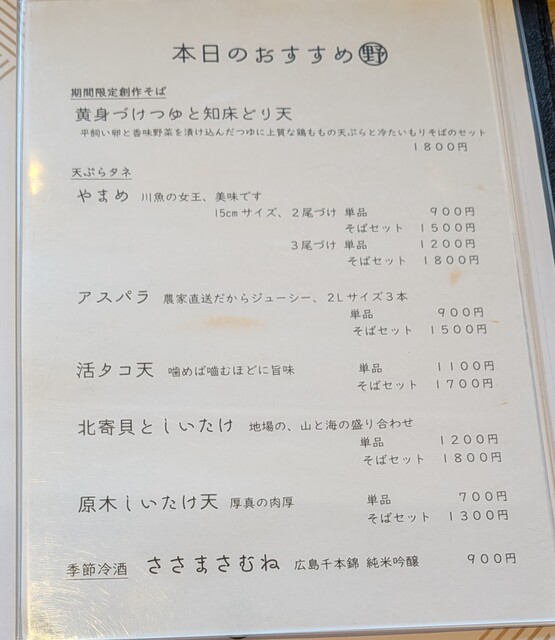 本日のおすすめ㊕野
期間限定創作そば
黄身づけつゆと知床どり天
平飼い卵と香味野菜を漬け込んだつゆに上質な鶏ももの天ぷらと冷たいもりそばのセット
1800円
天ぷらタネ
やまめ 川魚の女王、美味です
15cmサイズ、2尾づけ 単品 900円
そばセット 1500円
3尾づけ 単品 1200円
そばセット 1800円
アスパラ 農家直送だからジューシー、2Lサイズ3本
単品 900円
そばセット 1500円
活タコ天 噛めば嚙むほどに旨味 単品 1100円
そばセット 1700円
北寄貝としいたけ 地場の、山と海の盛り合わせ
単品 1200円
そばセット 1800円
原木しいたけ天 厚真の肉厚 単品 700円
そばセット 1300円
季節冷酒 ささまさむね 広島千本錦 純米吟醸 900円